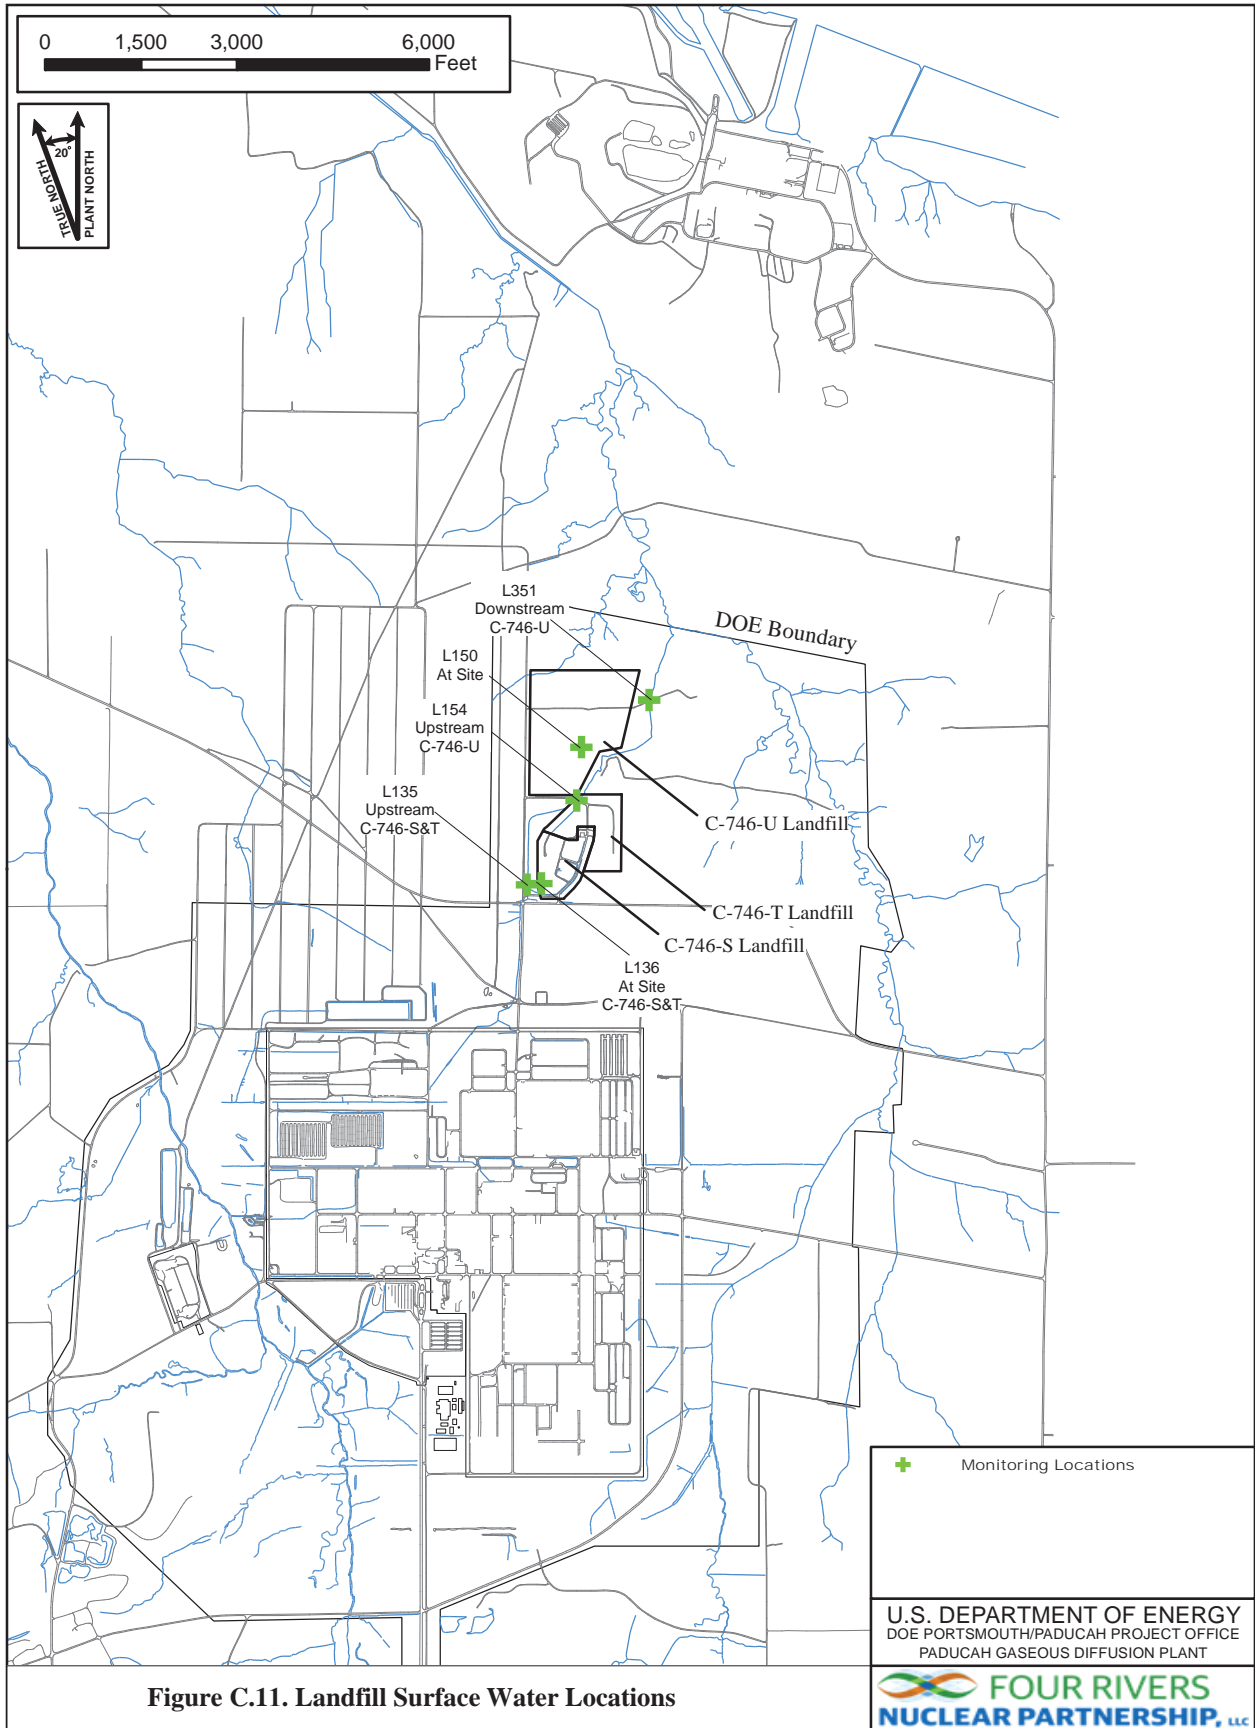 0 1,500 3,000 6,000
Feet
20°
TRUE NORTH
PLANT NORTH
L351
Downstream
C-746-U
DOE Boundary
L150
At Site
L154
Upstream
C-746-U
L135
Upstream
C-746-S&T
C-746-U Landfill
C-746-T Landfill
C-746-S Landfill
L136
At Site
C-746-S&T
Monitoring Locations
U.S. DEPARTMENT OF ENERGY
DOE PORTSMOUTH/PADUCAH PROJECT OFFICE
PADUCAH GASEOUS DIFFUSION PLANT
Figure C.11. Landfill Surface Water Locations
FOUR RIVERS
NUCLEAR PARTNERSHIP, LLC